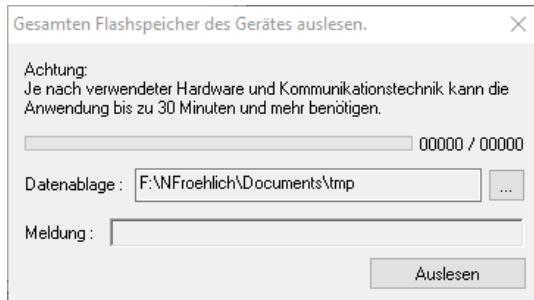 Gesamten Flashspeicher des Gerätes auslesen.
Achtung:
Je nach verwendeter Hardware und Kommunikationstechnik kann die
Anwendung bis zu 30 Minuten und mehr benötigen.
00000 / 00000
Datenablage : F:\NFroehlich\Documents\tmp ...
Meldung :
Auslesen